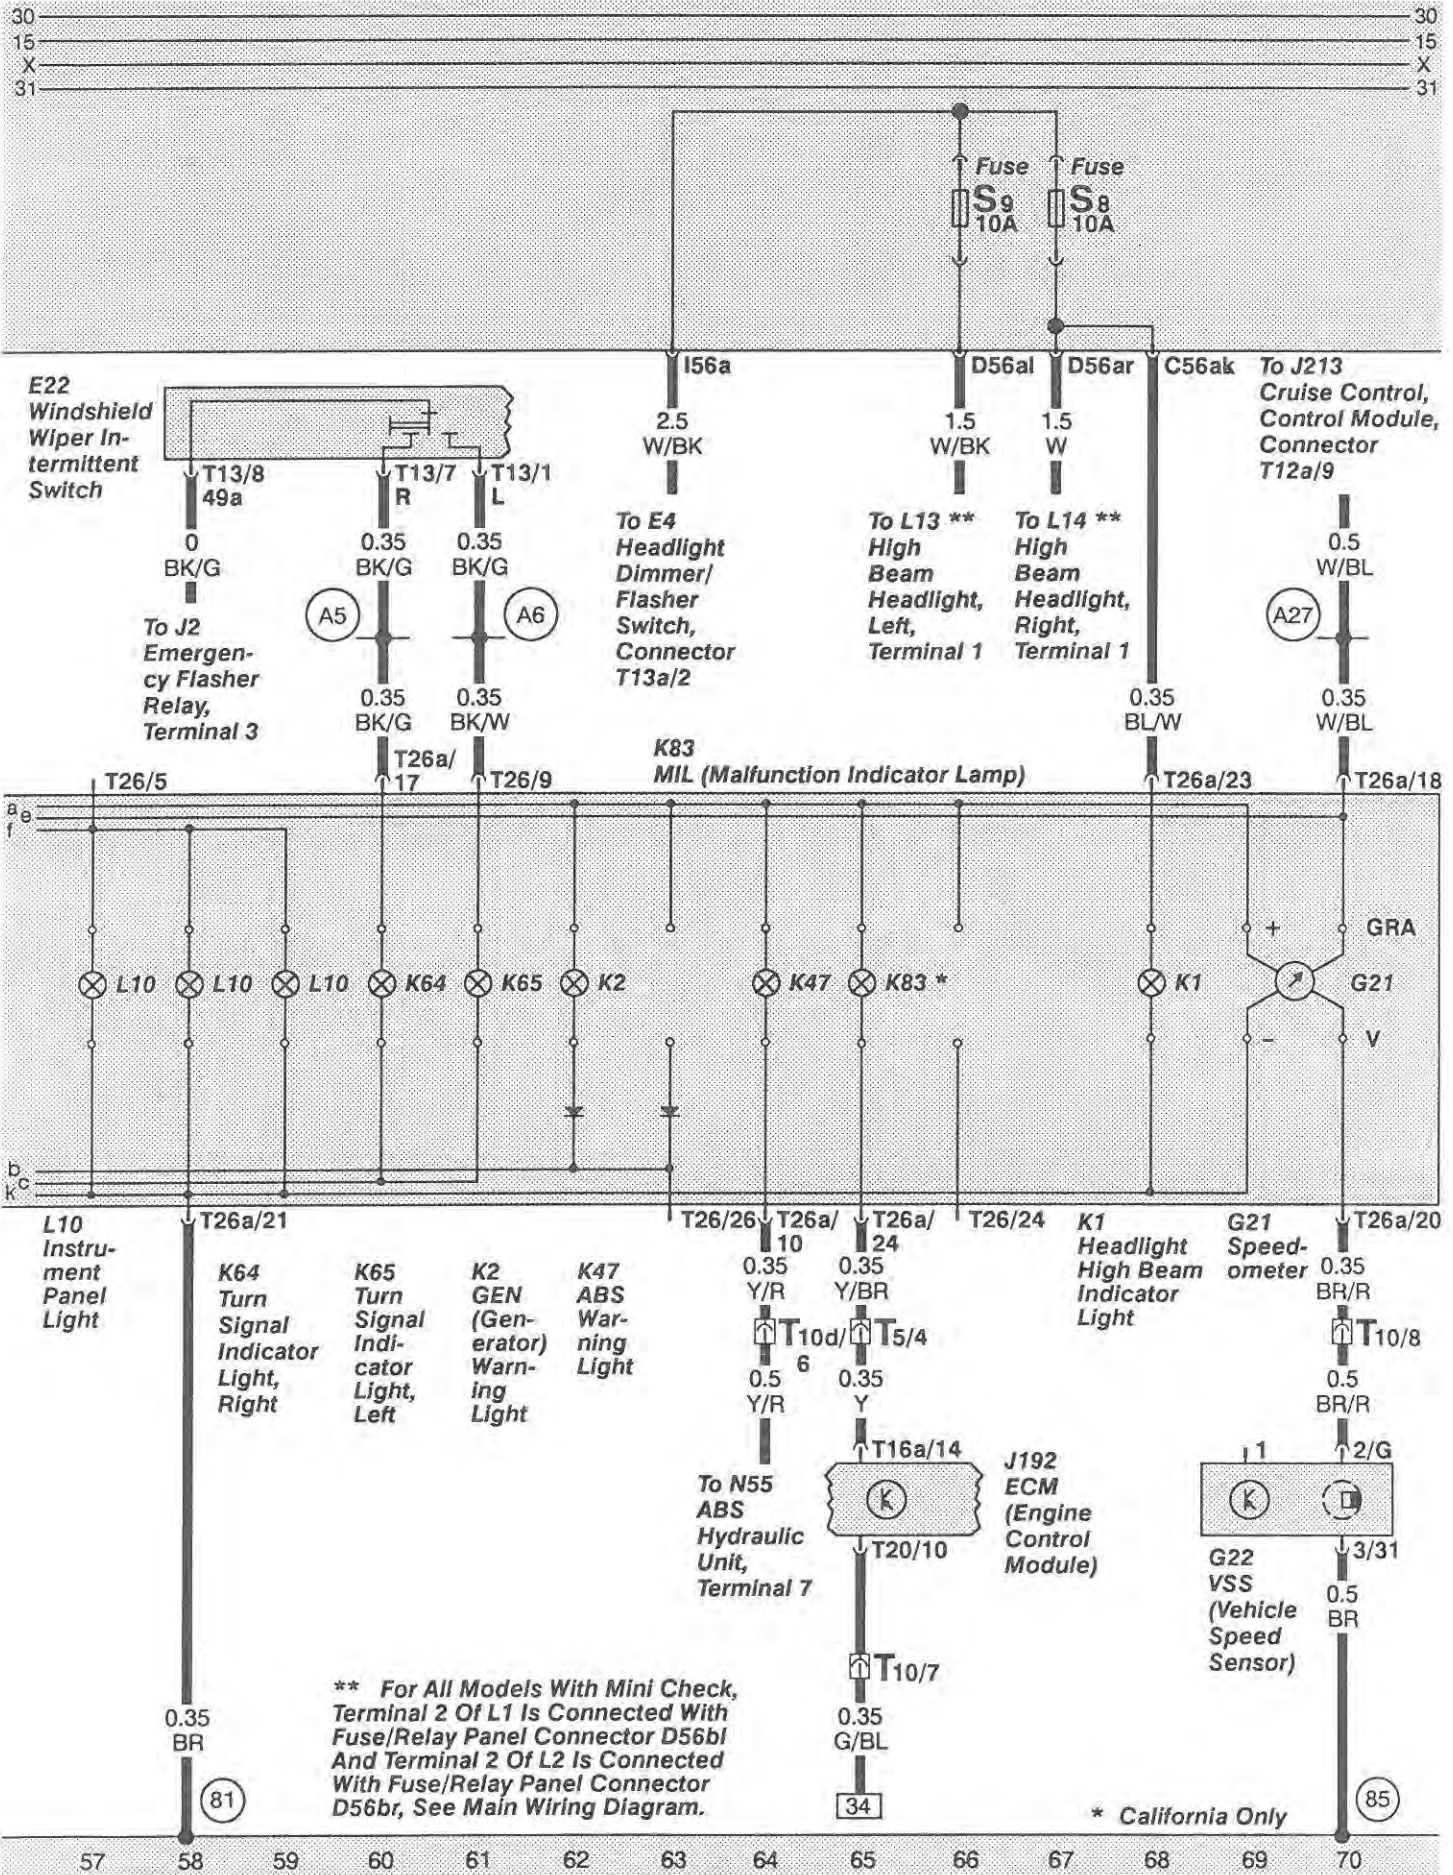 30 30
15 15
X X
31 31
Fuse Fuse
S9 S8
10A 10A
I56a D56al D56ar C56ak
To J213
Cruise Control,
Control Module,
Connector
T12a/9
E22
Windshield
Wiper In-
termittent
Switch
T13/8 T13/7 T13/1
49a R L
2.5 1.5 1.5
W/BK W/BK W
0 0.35 0.35
BK/G BK/G BK/G
0.5
W/BL
A5 A6 A27
To J2
Emergen-
cy Flasher
Relay,
Terminal 3
To E4
Headlight
Dimmer/
Flasher
Switch,
Connector
T13a/2
To L13 **
High
Beam
Headlight,
Left,
Terminal 1
To L14 **
High
Beam
Headlight,
Right,
Terminal 1
0.35 0.35 0.35 0.35
BK/G BK/W BL/W W/BL
K83
MIL (Malfunction Indicator Lamp)
T26/5 T26a/
17 T26/9 T26a/23 T26a/18
a
e
f
+ GRA
L10 L10 L10 K64 K65 K2 K47 K83 * K1 G21
- V
b
c
k
T26a/21 T26/26 T26a/
10 T26a/
24 T26/24 T26a/20
L10
Instru-
ment
Panel
Light
K64
Turn
Signal
Indicator
Light,
Right
K65
Turn
Signal
Indi-
cator
Light,
Left
K2
GEN
(Gen-
erator)
Warn-
ing
Light
K47
ABS
War-
ning
Light
K1
Headlight
High Beam
Indicator
Light
G21
Speed-
ometer
0.35 0.35 0.35
Y/R Y/BR BR/R
T10d/
6 T5/4 T10/8
0.5 0.35 0.5
Y/R Y BR/R
T16a/14 1 2/G
To N55
ABS
Hydraulic
Unit,
Terminal 7
J192
ECM
(Engine
Control
Module)
T20/10 3/31
G22
VSS
(Vehicle
Speed
Sensor)
0.5
BR
T10/7
** For All Models With Mini Check,
Terminal 2 Of L1 Is Connected With
Fuse/Relay Panel Connector D56bl
And Terminal 2 Of L2 Is Connected
With Fuse/Relay Panel Connector
D56br, See Main Wiring Diagram.
0.35 0.35
BR G/BL
81 34 85
* California Only
57 58 59 60 61 62 63 64 65 66 67 68 69 70